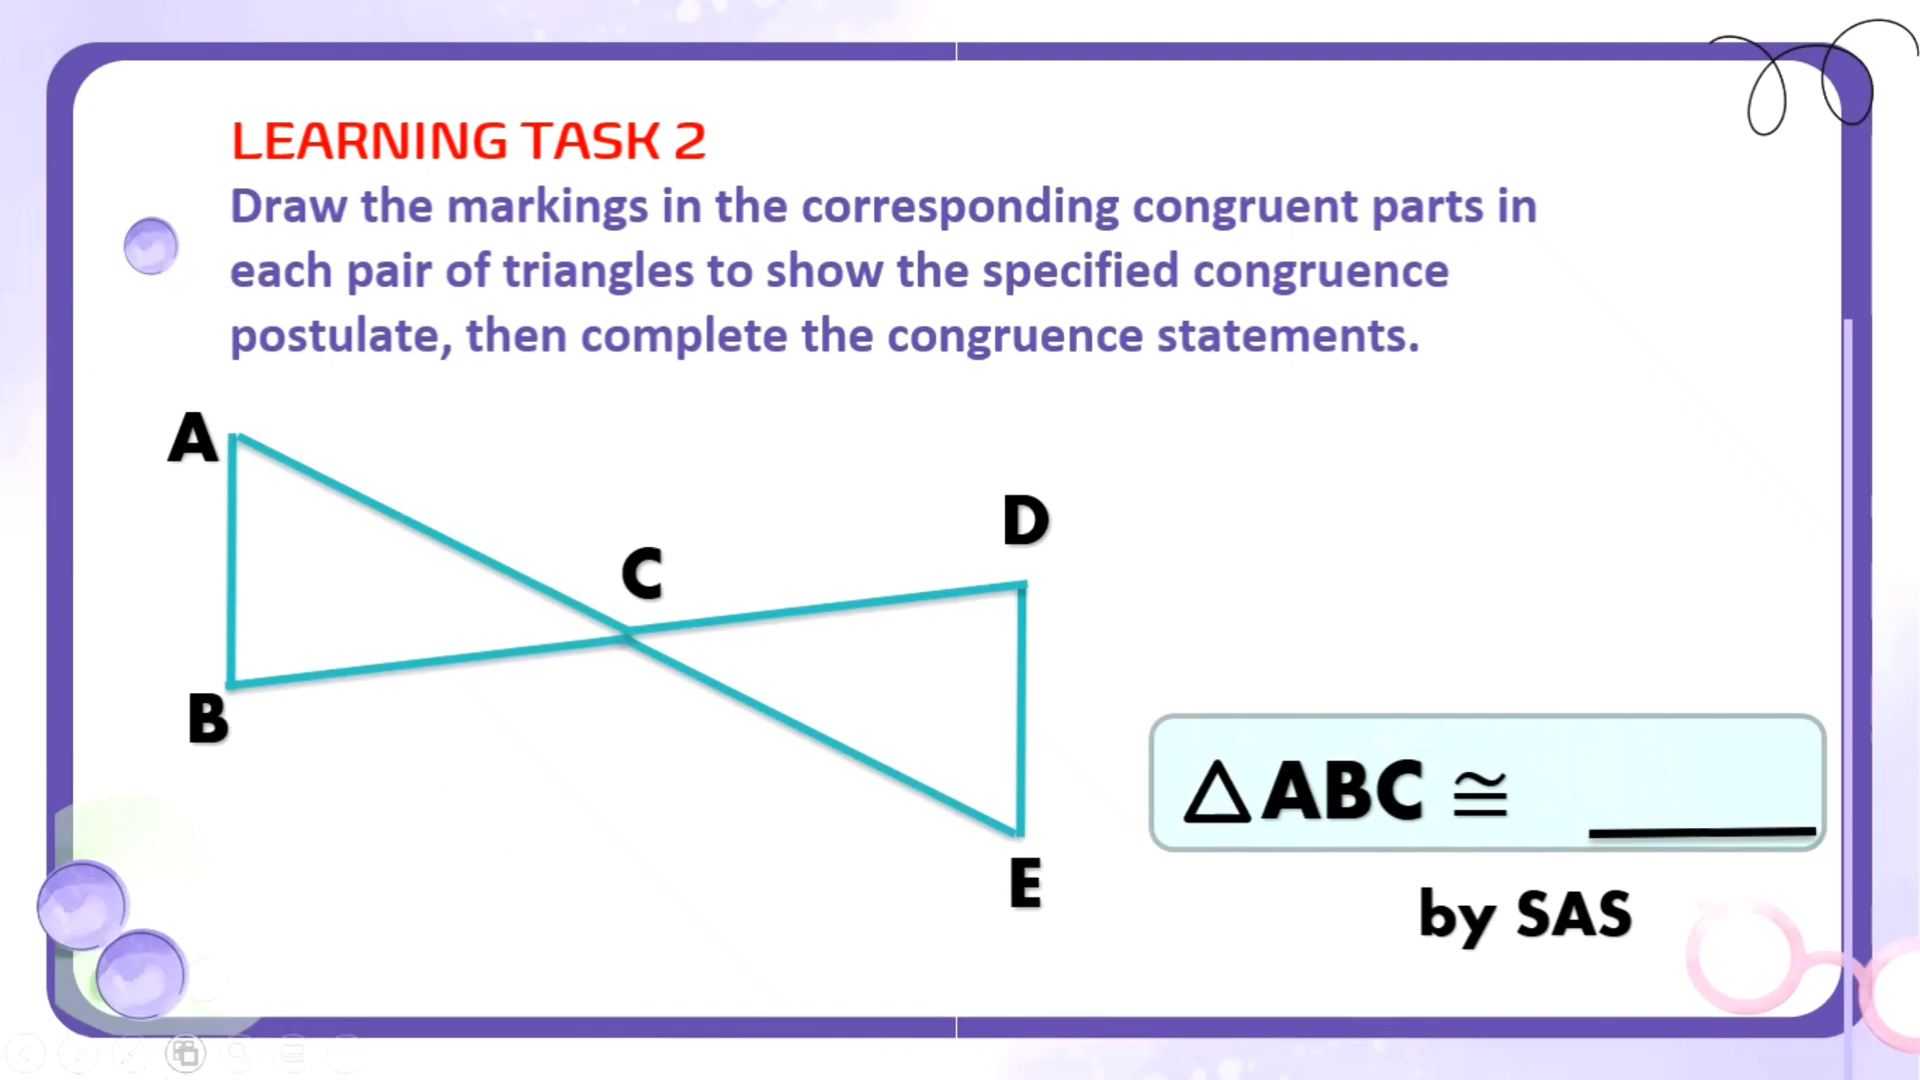 LEARNING TASK 2
Draw the markings in the corresponding congruent parts in
each pair of triangles to show the specified congruence
postulate, then complete the congruence statements.
A
D
C
B
△ABC ≅ ______
E
by SAS